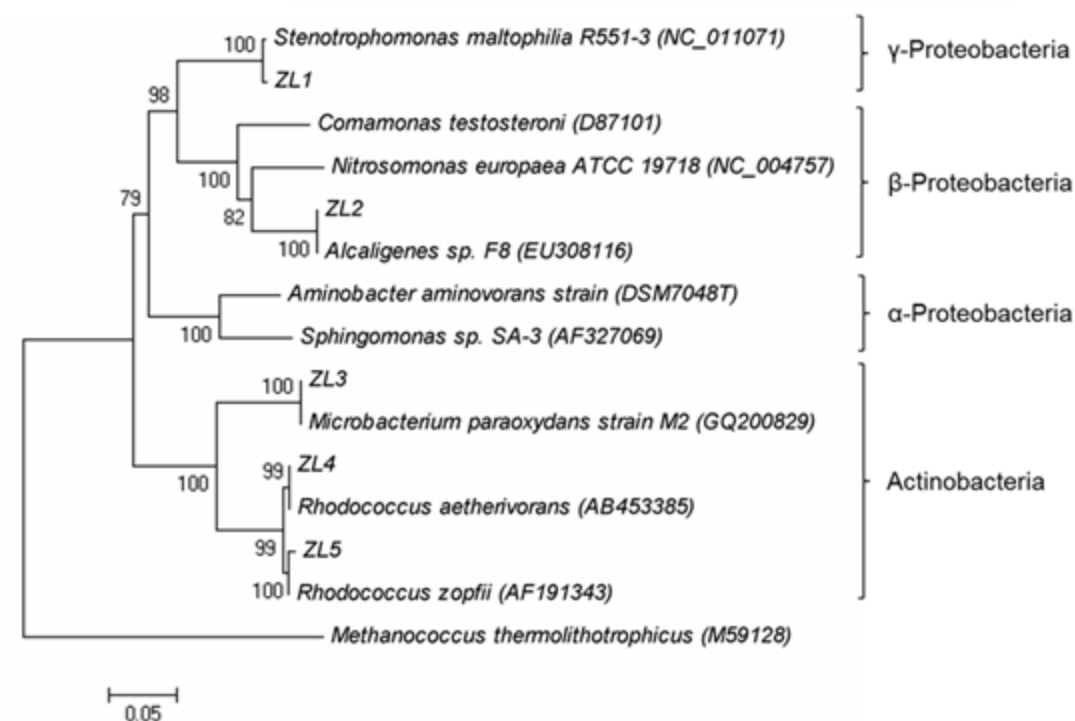 100 Stenotrophomonas maltophilia R551-3 (NC_011071)
ZL1
γ-Proteobacteria
98
Comamonas testosteroni (D87101)
100 Nitrosomonas europaea ATCC 19718 (NC_004757)
β-Proteobacteria
79
82
ZL2
100 Alcaligenes sp. F8 (EU308116)
Aminobacter aminovorans strain (DSM7048T)
α-Proteobacteria
100 Sphingomonas sp. SA-3 (AF327069)
100 ZL3
Microbacterium paraoxydans strain M2 (GQ200829)
99 ZL4
100
Actinobacteria
Rhodococcus aetherivorans (AB453385)
99 ZL5
100 Rhodococcus zopfii (AF191343)
Methanococcus thermolithotrophicus (M59128)
0.05